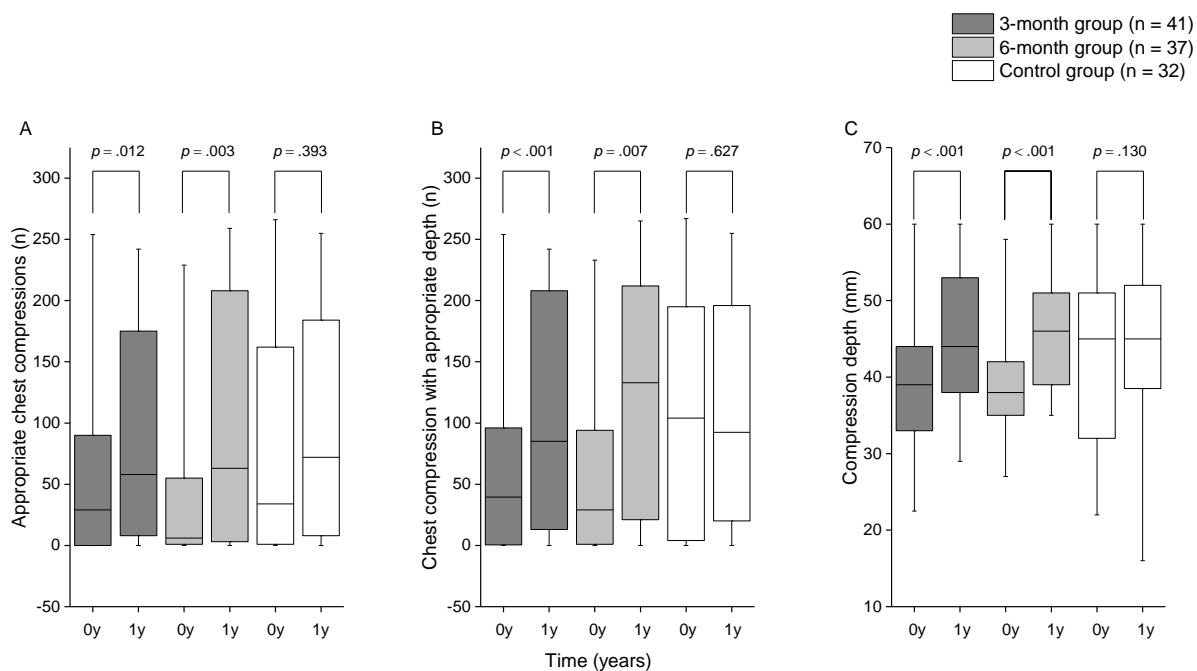 3-month group (n = 41)
6-month group (n = 37)
Control group (n = 32)
A
p = .012
p = .003
p = .393
Appropriate chest compressions (n)
300
250
200
150
100
50
0
-50
0y 1y 0y 1y 0y 1y
B
p < .001
p = .007
p = .627
Chest compression with appropriate depth (n)
300
250
200
150
100
50
0
-50
0y 1y 0y 1y 0y 1y
Time (years)
C
p < .001
p < .001
p = .130
Compression depth (mm)
70
60
50
40
30
20
10
0y 1y 0y 1y 0y 1y